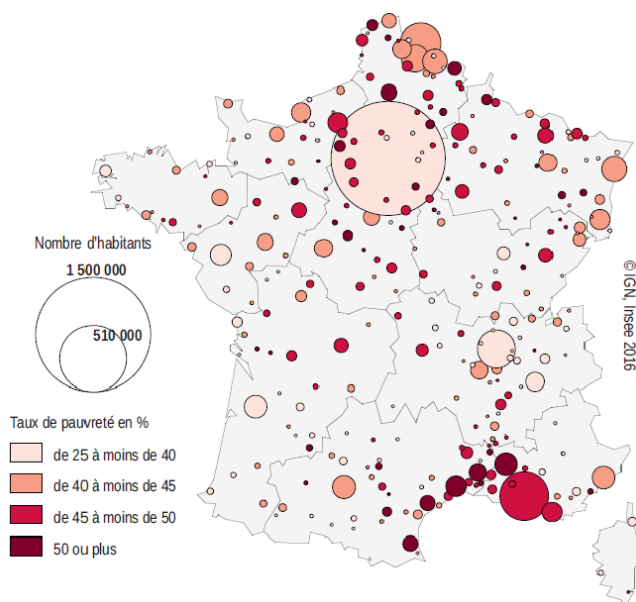 Nombre d'habitants
1 500 000
510 000
Taux de pauvreté en %
de 25 à moins de 40
de 40 à moins de 45
de 45 à moins de 50
50 ou plus
© IGN, Insee 2016